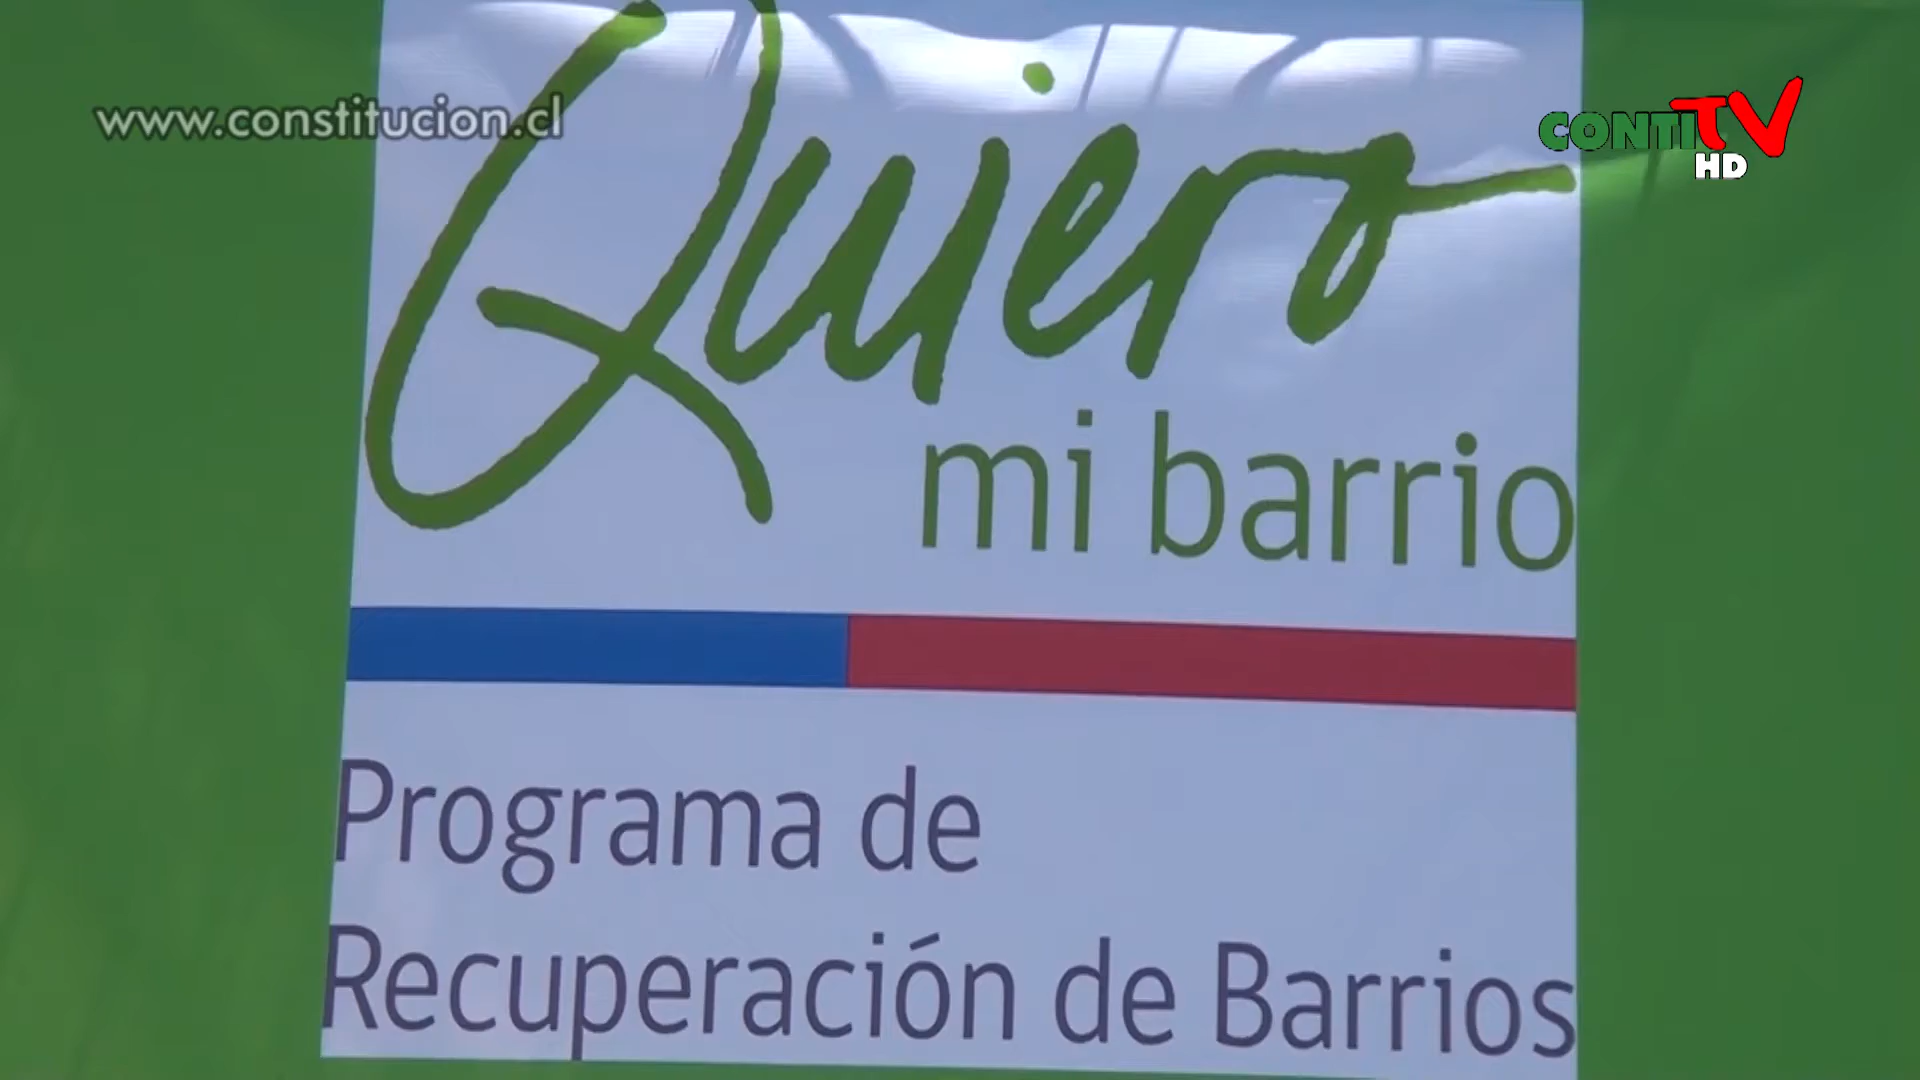 www.constitucion.cl
CONTI TV
HD
Quiero
mi barrio
Programa de
Recuperación de Barrios